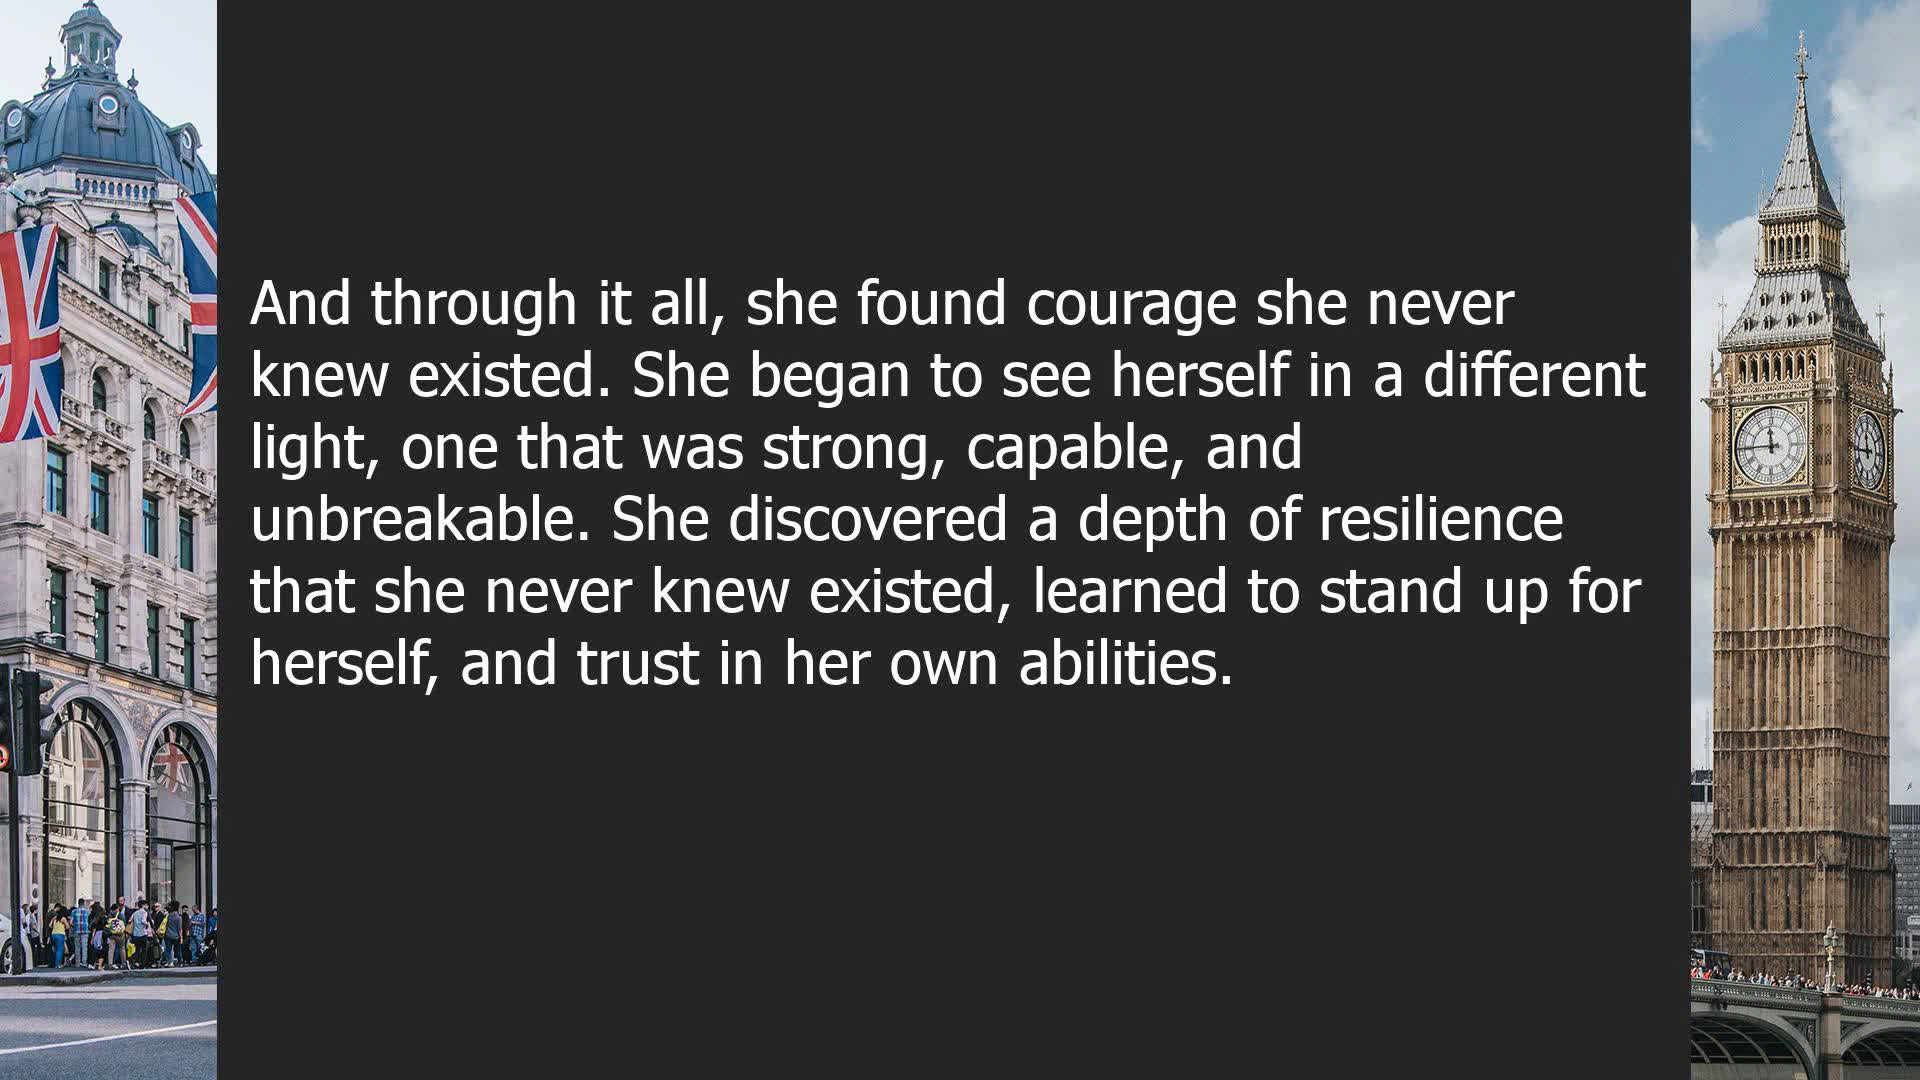 And through it all, she found courage she never
knew existed. She began to see herself in a different
light, one that was strong, capable, and
unbreakable. She discovered a depth of resilience
that she never knew existed, learned to stand up for
herself, and trust in her own abilities.